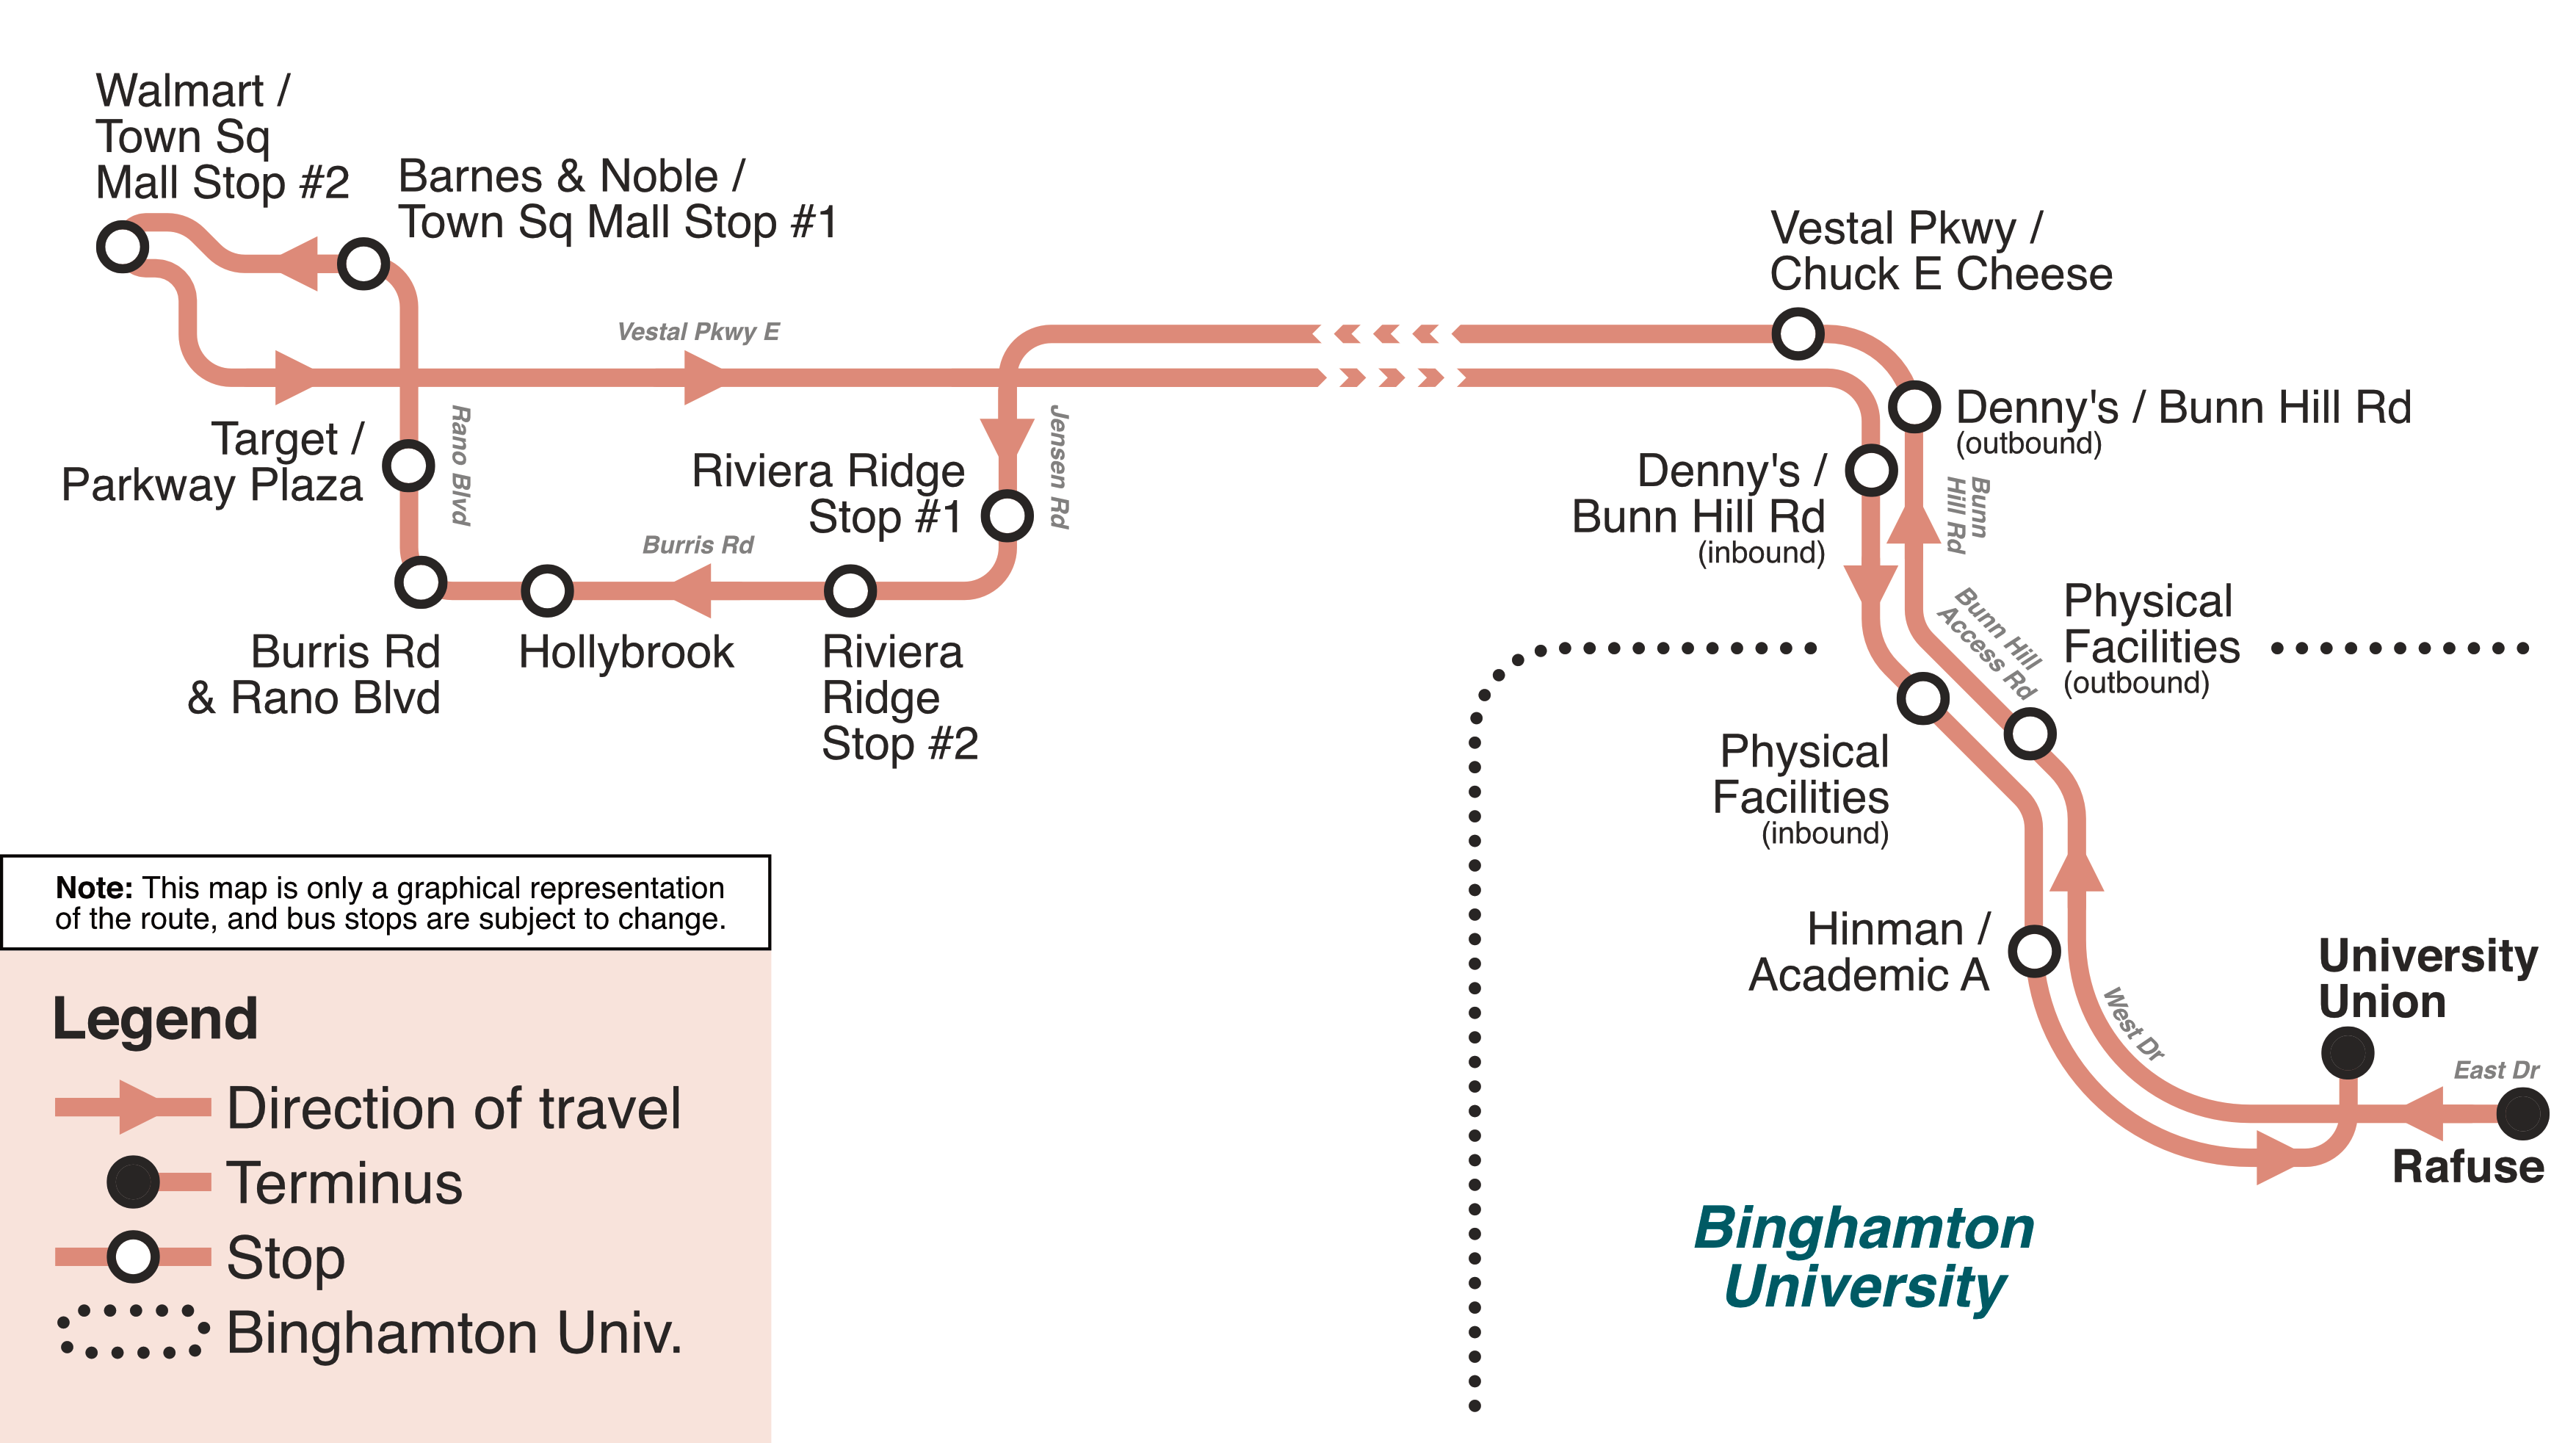 Walmart /
Town Sq
Mall Stop #2
Barnes & Noble /
Town Sq Mall Stop #1
Vestal Pkwy E
Target /
Parkway Plaza
Rano Blvd
Riviera Ridge
Stop #1
Jensen Rd
Burris Rd
Burris Rd
& Rano Blvd
Hollybrook
Riviera
Ridge
Stop #2
Vestal Pkwy /
Chuck E Cheese
Denny's / Bunn Hill Rd
(outbound)
Denny's /
Bunn Hill Rd
(inbound)
Bunn
Hill Rd
Bunn Hill
Access Rd
Physical
Facilities
(outbound)
Physical
Facilities
(inbound)
Hinman /
Academic A
West Dr
University
Union
East Dr
Rafuse
Binghamton
University
Note: This map is only a graphical representation
of the route, and bus stops are subject to change.
Legend
Direction of travel
Terminus
Stop
Binghamton Univ.